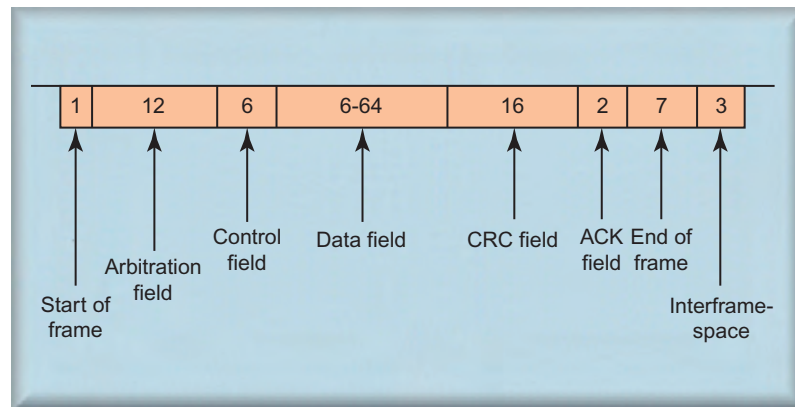 1 12 6 6-64 16 2 7 3
Control
field
Data field
CRC field
ACK
field
End of
frame
Arbitration
field
Start of
frame
Interframe-
space